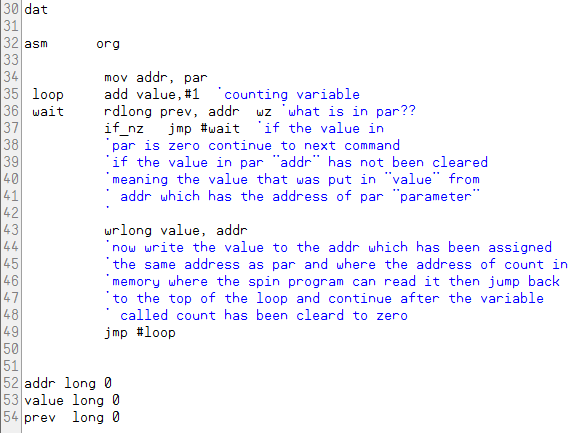 30 dat
31
32 asm org
33
34 mov addr, par
35 loop add value,#1 'counting variable
36 wait rdlong prev, addr wz 'what is in par??
37 if_nz jmp #wait 'if the value in
38 'par is zero continue to next command
39 'if the value in par "addr" has not been cleared
40 'meaning the value that was put in "value" from
41 ' addr which has the address of par "parameter"
42 '
43 wrlong value, addr
44 'now write the value to the addr which has been assigned
45 'the same address as par and where the address of count in
46 'memory where the spin program can read it then jump back
47 'to the top of the loop and continue after the variable
48 ' called count has been cleard to zero
49 jmp #loop
50
51
52 addr long 0
53 value long 0
54 prev long 0